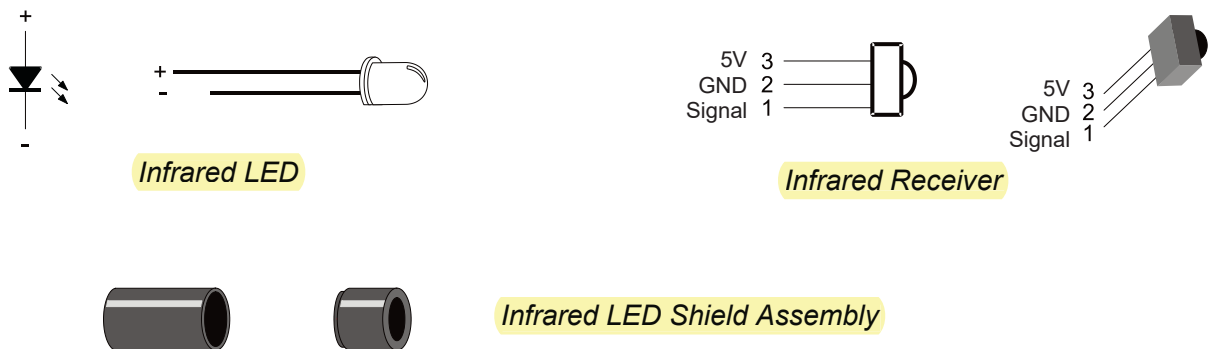 +
-
+
-
Infrared LED
5V 3
GND 2
Signal 1
5V 3
GND 2
Signal 1
Infrared Receiver
Infrared LED Shield Assembly